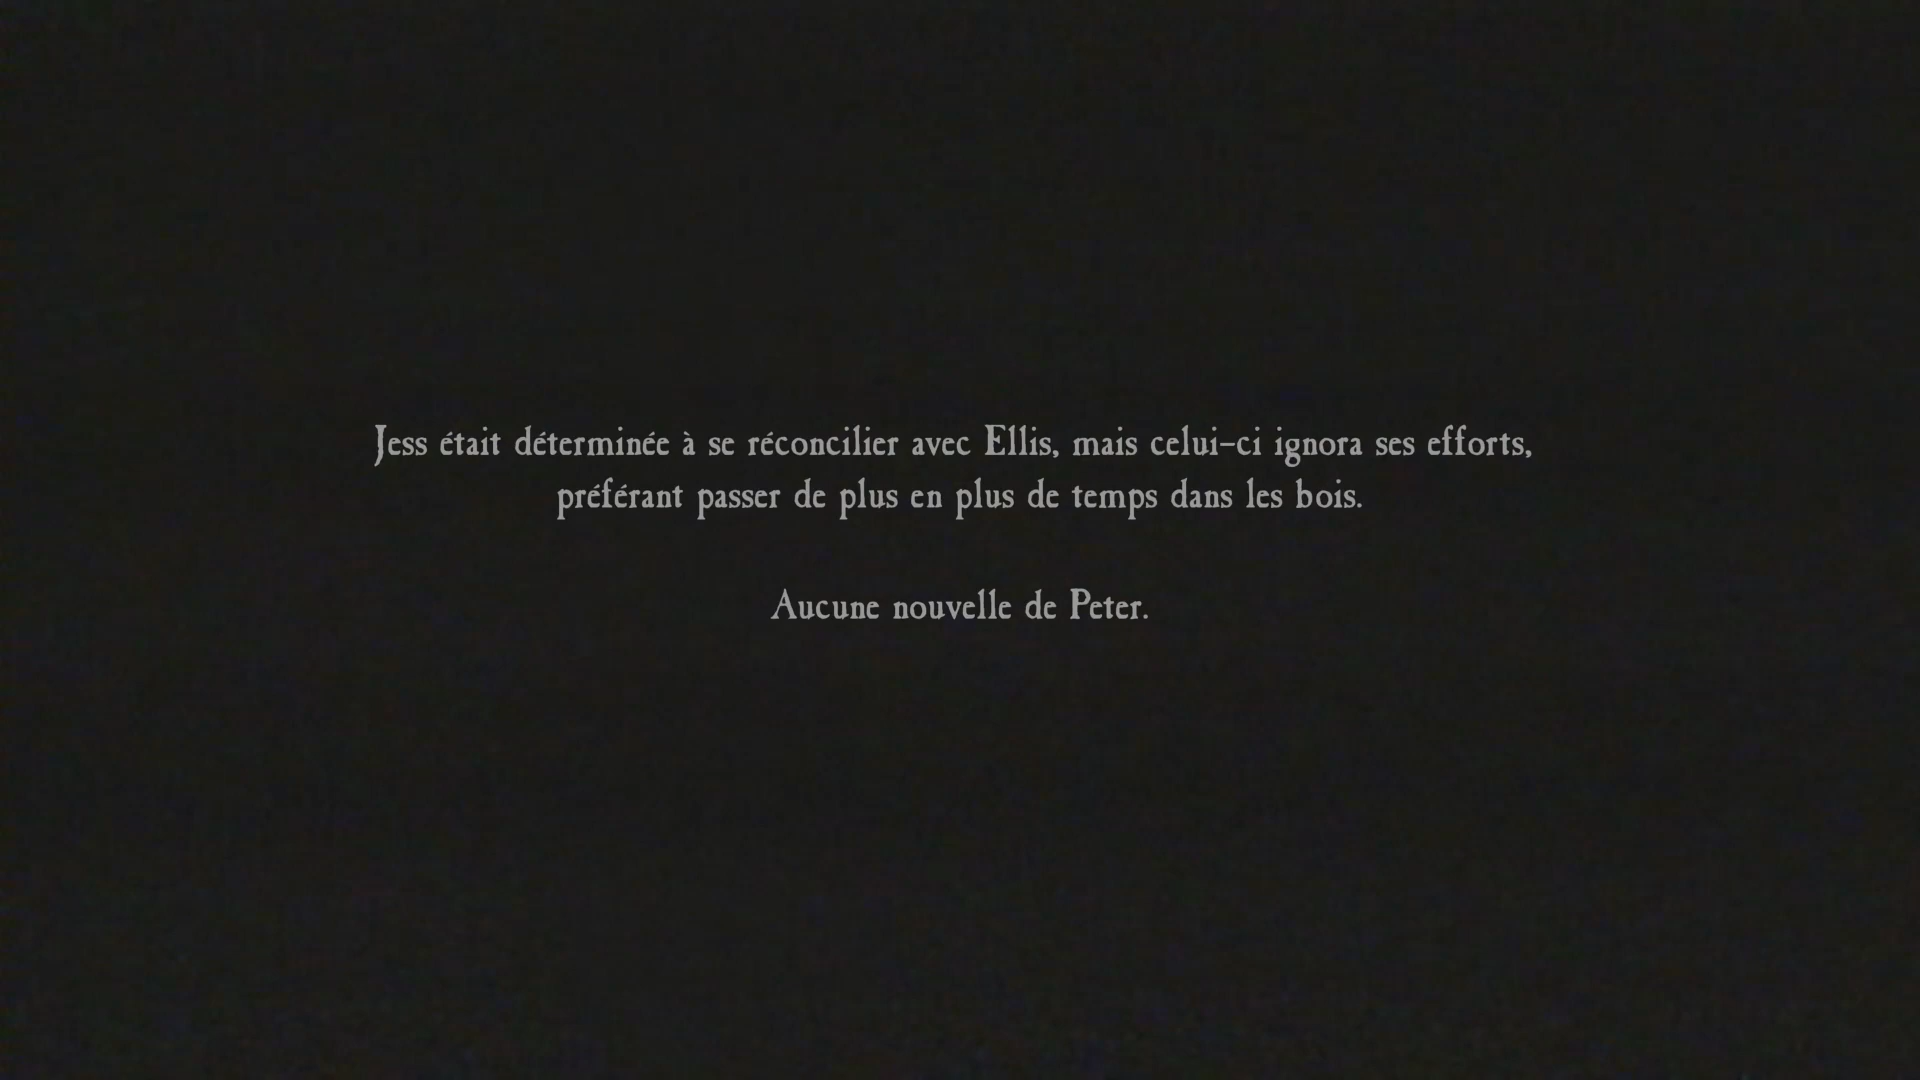 Jess était déterminée à se réconcilier avec Ellis, mais celui-ci ignora ses efforts,
préférant passer de plus en plus de temps dans les bois.
Aucune nouvelle de Peter.